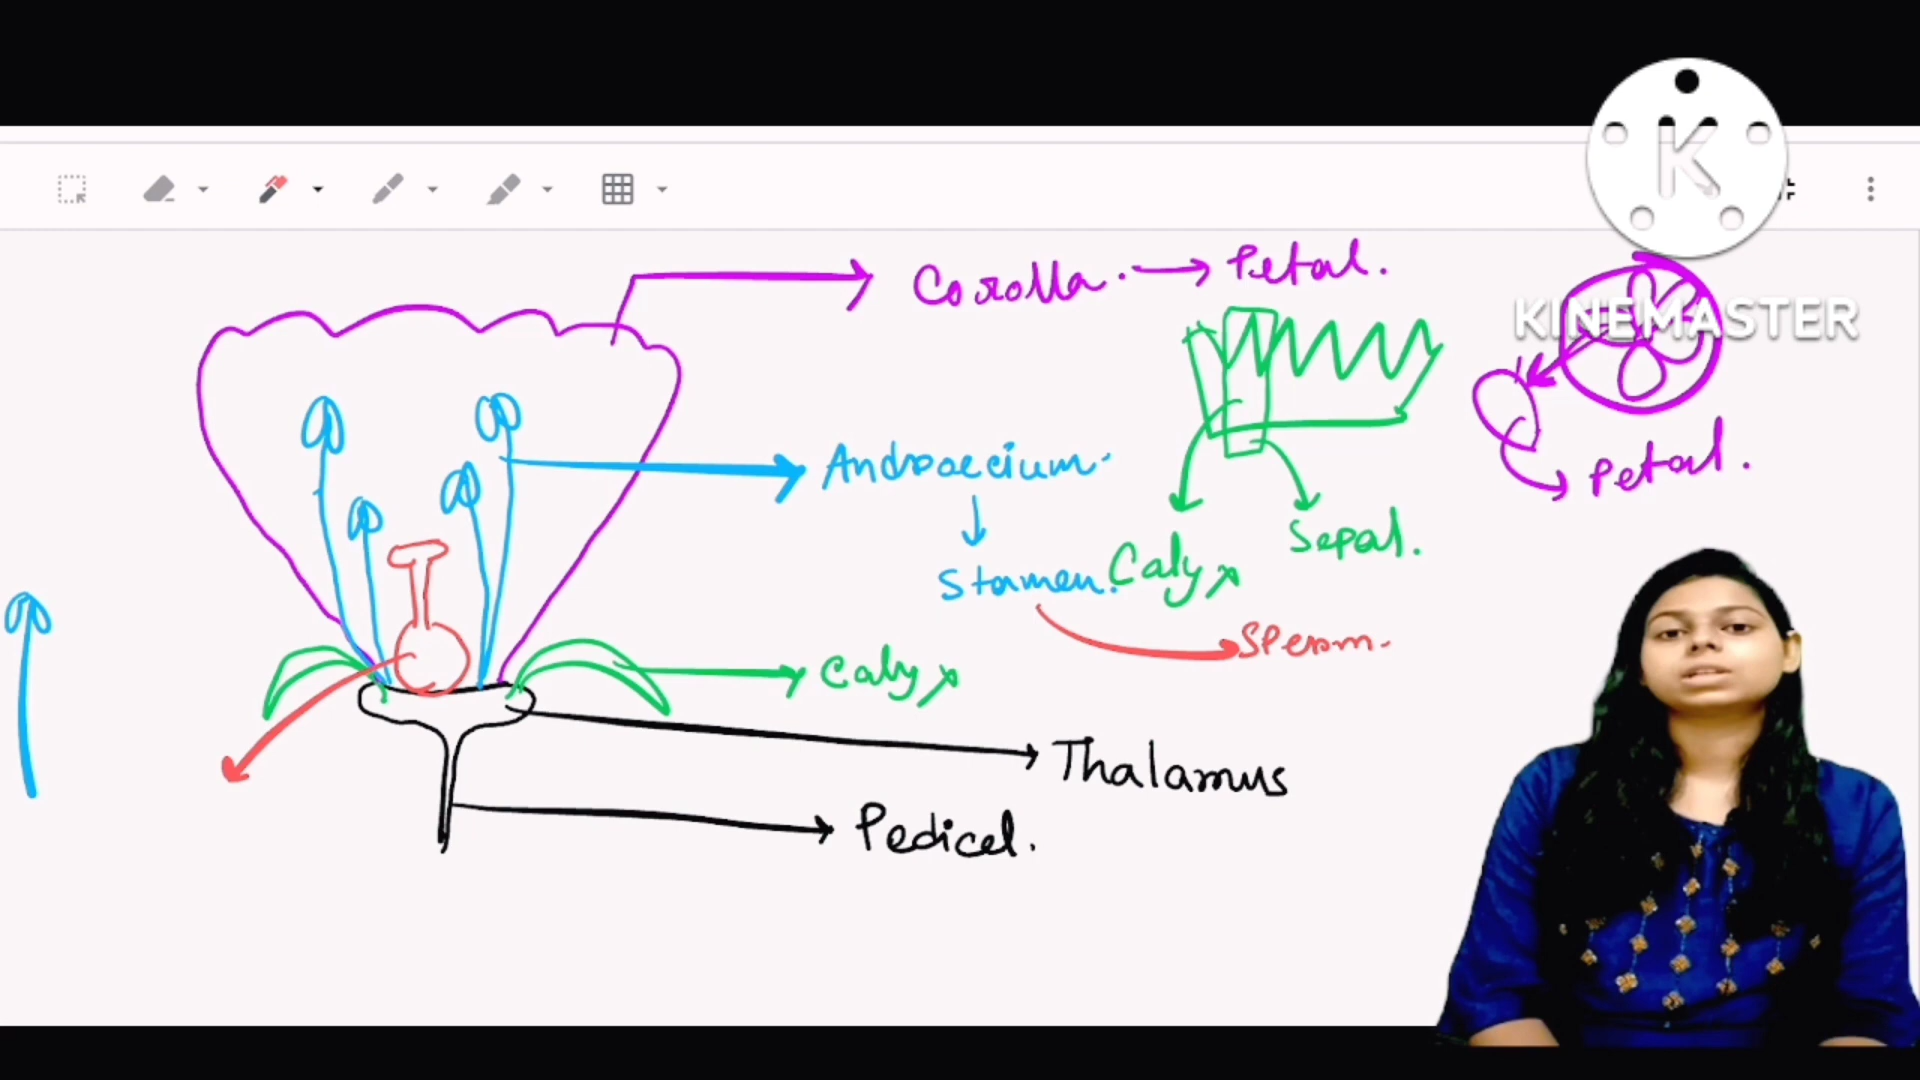 K
KINEMASTER
Corolla. → Petal.
Petal.
Androecium.
Sepal.
Stamen.
Calyx
Sperm.
Calyx
Thalamus
Pedicel.